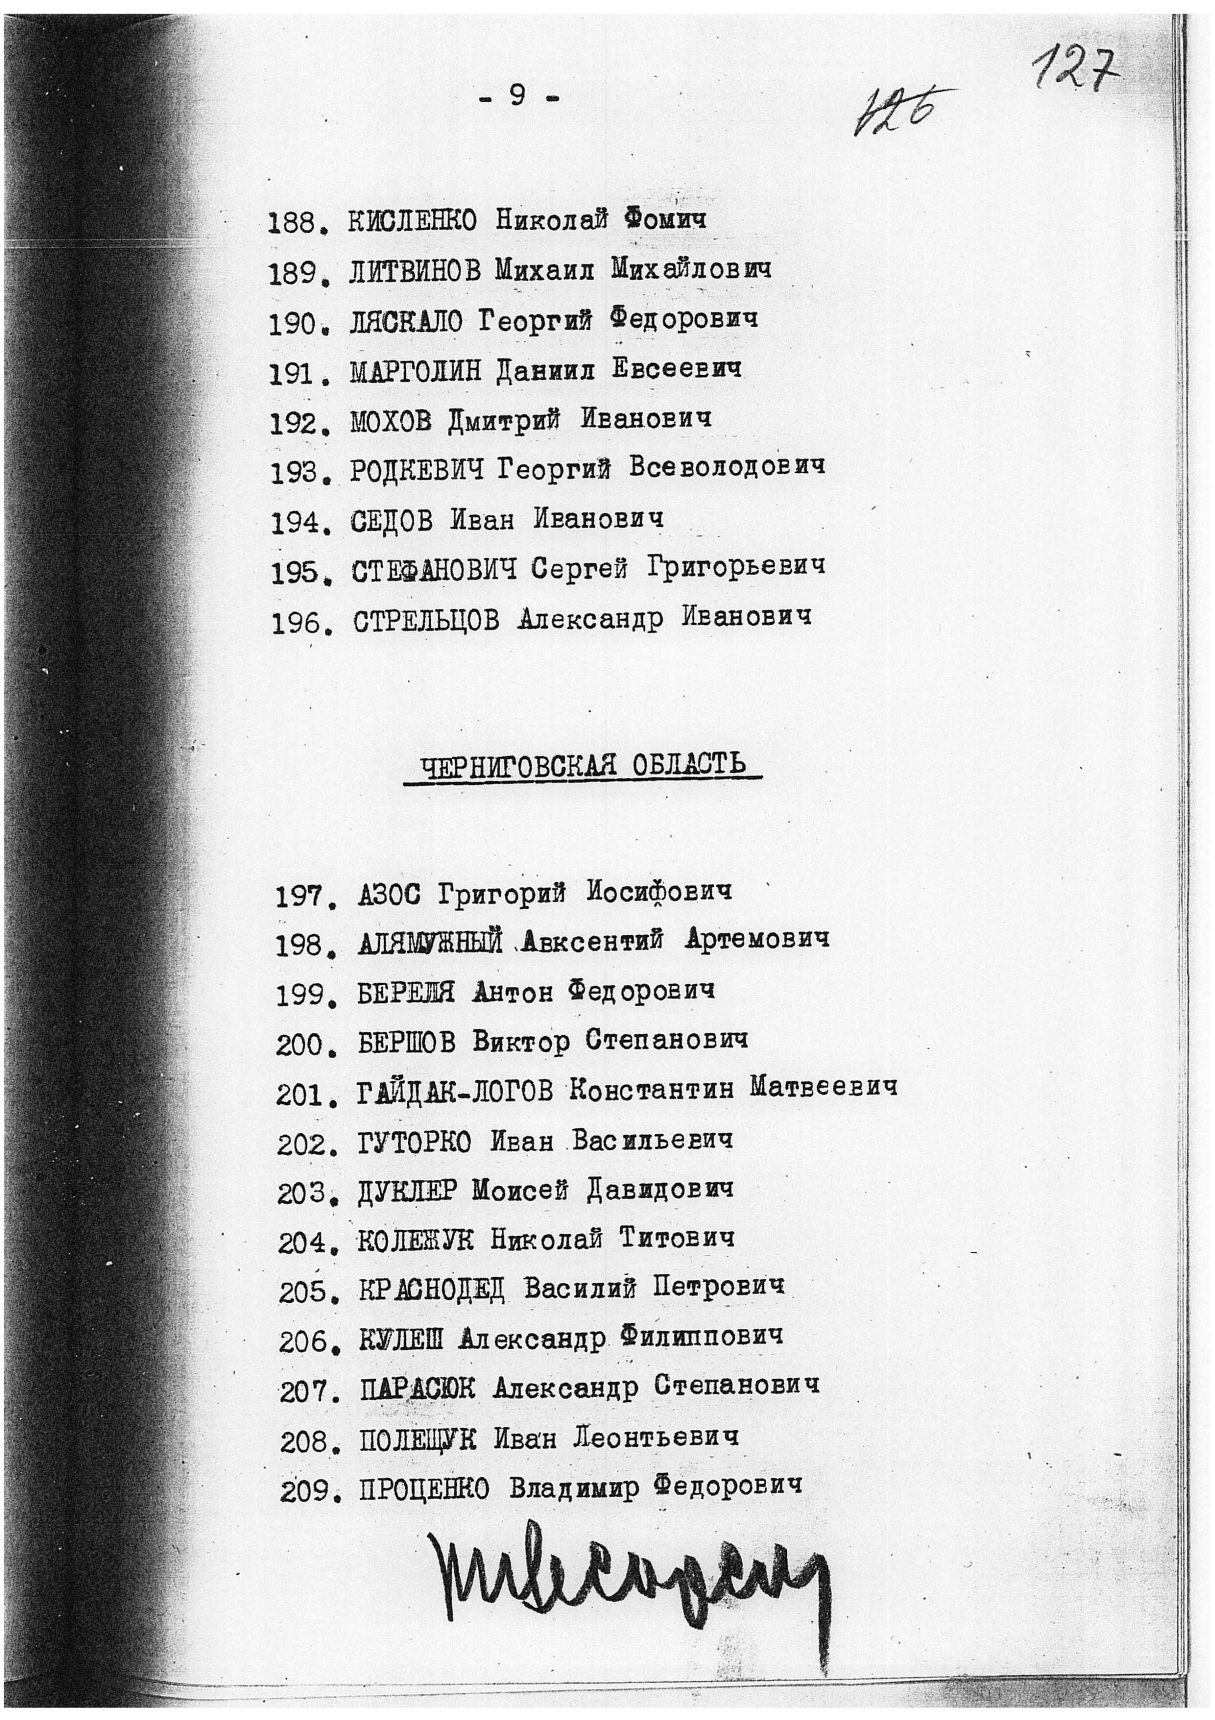 127
- 9 -
126
188. КИСЛЕНКО Николай Фомич
189. ЛИТВИНОВ Михаил Михайлович
190. ЛЯСКАЛО Георгий Федорович
191. МАРГОЛИН Даниил Евсеевич
192. МОХОВ Дмитрий Иванович
193. РОДКЕВИЧ Георгий Всеволодович
194. СЕДОВ Иван Иванович
195. СТЕФАНОВИЧ Сергей Григорьевич
196. СТРЕЛЬЦОВ Александр Иванович
ЧЕРНИГОВСКАЯ ОБЛАСТЬ
197. АЗОС Григорий Иосифович
198. АЛЯМУЖНЫЙ Авксентий Артемович
199. БЕРЕЛЯ Антон Федорович
200. БЕРШОВ Виктор Степанович
201. ГАЙДАК-ЛОГОВ Константин Матвеевич
202. ГУТОРКО Иван Васильевич
203. ДУКЛЕР Моисей Давидович
204. КОЛЕЖУК Николай Титович
205. КРАСНОДЕД Василий Петрович
206. КУЛЕШ Александр Филиппович
207. ПАРАСЮК Александр Степанович
208. ПОЛЕЩУК Иван Леонтьевич
209. ПРОЦЕНКО Владимир Федорович